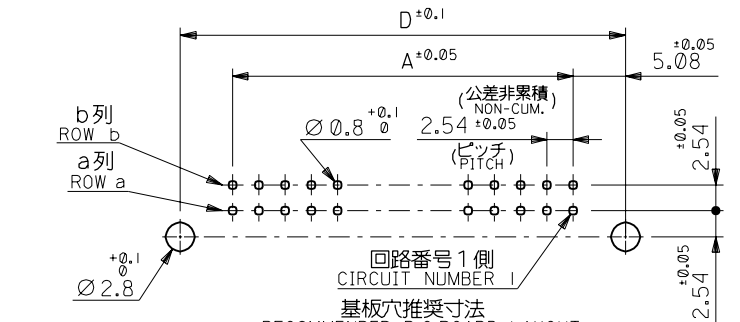 D±0.1
A±0.05
±0.05
5.08
(公差非累積)
NON-CUM.
2.54 ±0.05
(ピッチ)
PITCH
Ø0.8 +0.1 0
b列
ROW b
a列
ROW a
±0.05
2.54
±0.05
2.54
+0.1 0
Ø2.8
回路番号1側
CIRCUIT NUMBER 1
基板穴推奨寸法